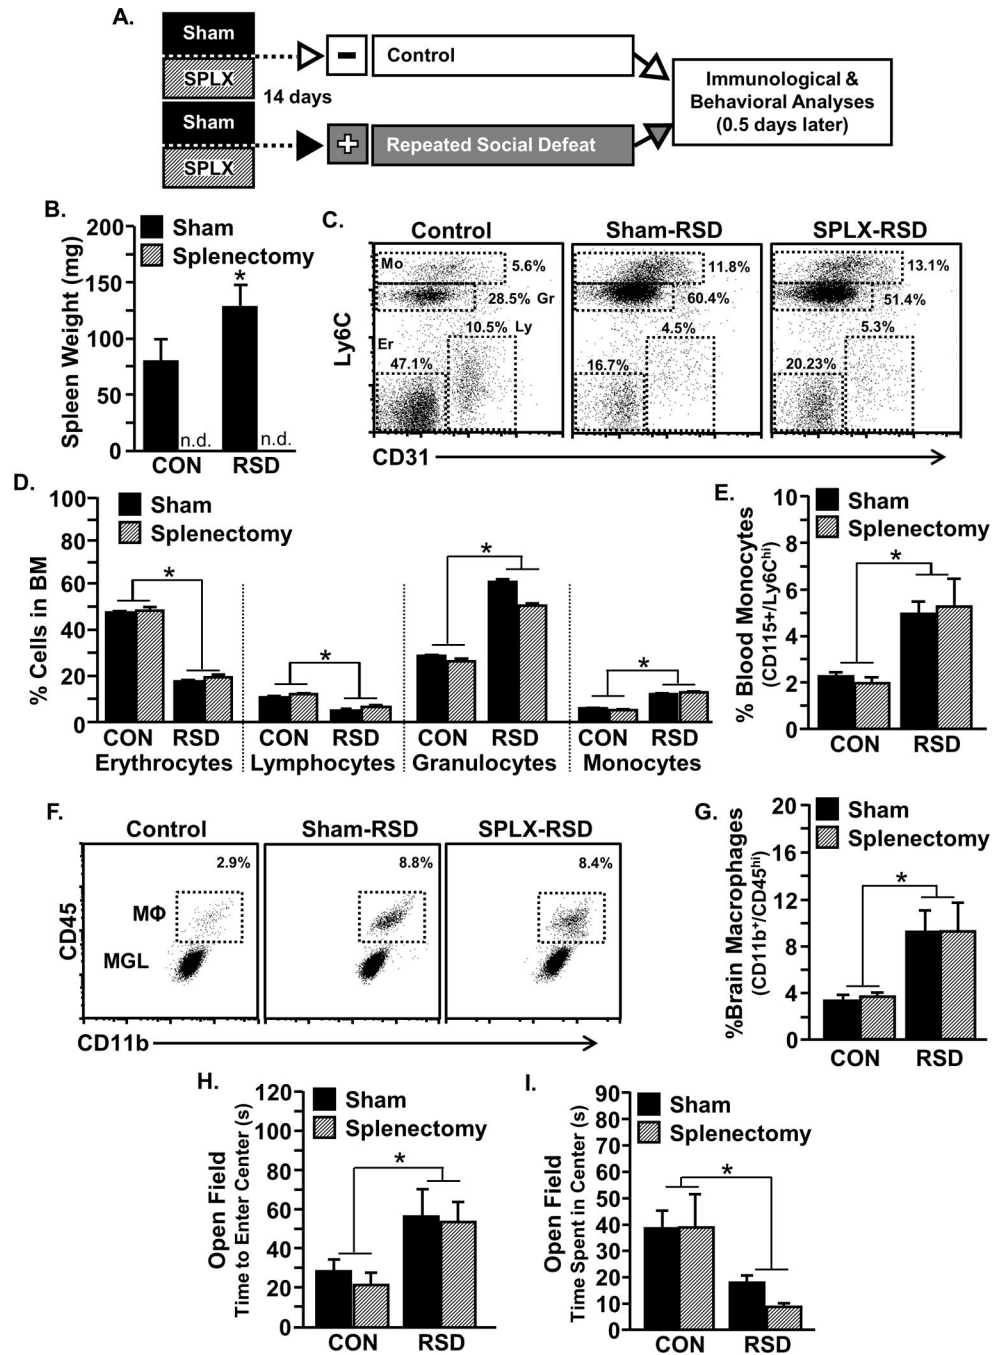 A.
Sham
SPLX
14 days
Sham
SPLX
−
Control
+
Repeated Social Defeat
Immunological &
Behavioral Analyses
(0.5 days later)
B.
Spleen Weight (mg)
200
150
100
50
0
Sham
Splenectomy
*
n.d.
n.d.
CON
RSD
C.
Control
Sham-RSD
SPLX-RSD
Ly6C
Mo
5.6%
28.5% Gr
10.5% Ly
Er
47.1%
11.8%
60.4%
4.5%
16.7%
13.1%
51.4%
5.3%
20.23%
CD31
D.
% Cells in BM
100
80
60
40
20
0
Sham
Splenectomy
*
*
*
*
CON RSD
CON RSD
CON RSD
CON RSD
Erythrocytes
Lymphocytes
Granulocytes
Monocytes
E.
% Blood Monocytes
(CD115+/Ly6Chi)
10
8
6
4
2
0
Sham
Splenectomy
*
CON
RSD
F.
Control
Sham-RSD
SPLX-RSD
CD45
2.9%
8.8%
8.4%
MΦ
MGL
CD11b
G.
%Brain Macrophages
(CD11b+/CD45hi)
20
16
12
8
4
0
Sham
Splenectomy
*
CON
RSD
H.
Open Field
Time to Enter Center (s)
120
100
80
60
40
20
0
Sham
Splenectomy
*
CON
RSD
I.
Open Field
Time Spent in Center (s)
90
80
70
60
50
40
30
20
10
0
Sham
Splenectomy
*
CON
RSD